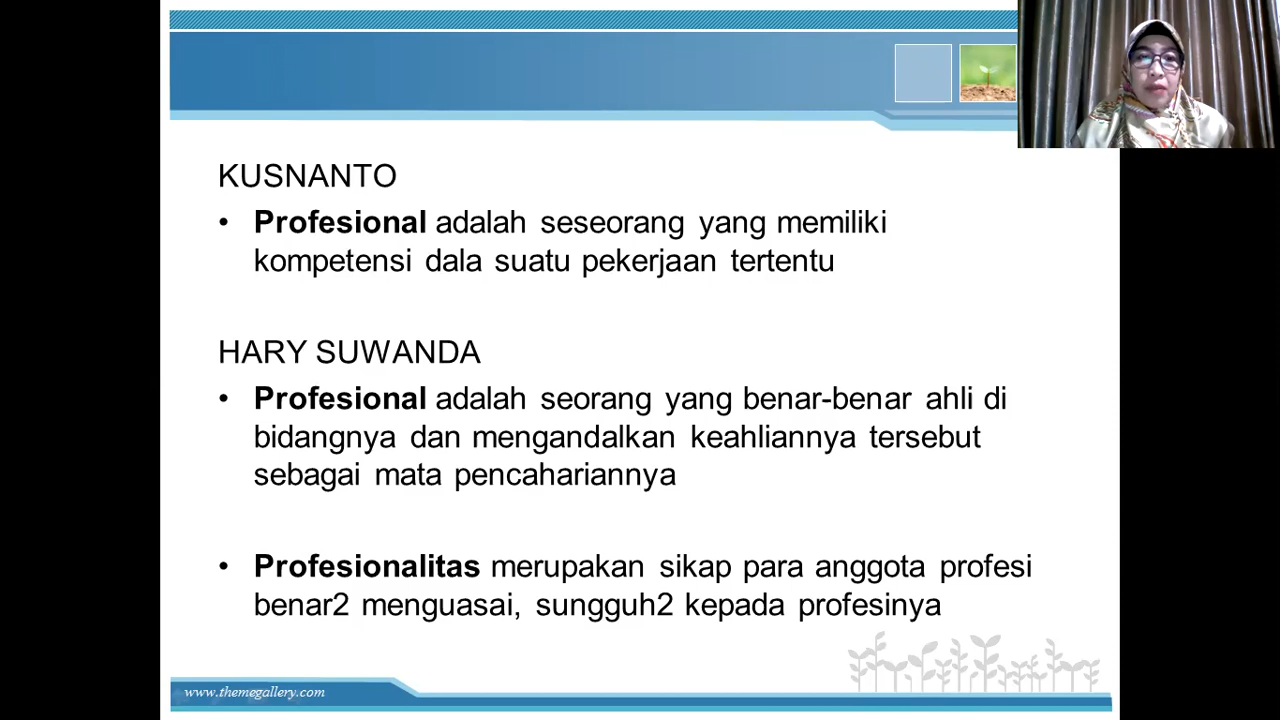 KUSNANTO
• Profesional adalah seseorang yang memiliki
kompetensi dala suatu pekerjaan tertentu
HARY SUWANDA
• Profesional adalah seorang yang benar-benar ahli di
bidangnya dan mengandalkan keahliannya tersebut
sebagai mata pencahariannya
• Profesionalitas merupakan sikap para anggota profesi
benar2 menguasai, sungguh2 kepada profesinya
www.themegallery.com